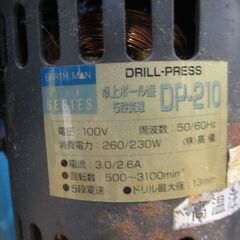 EARTH MAN
SERIES
DRILL-PRESS
卓上ボール盤
5段変速
DP-210
電圧：100V
周波数：50/60Hz
消費電力：260/230W
(株)髙儀
●電流：3.0/2.6A
●回転数：500～3100min⁻¹
●5段変速
●ドリル最大径：13mm
高温注